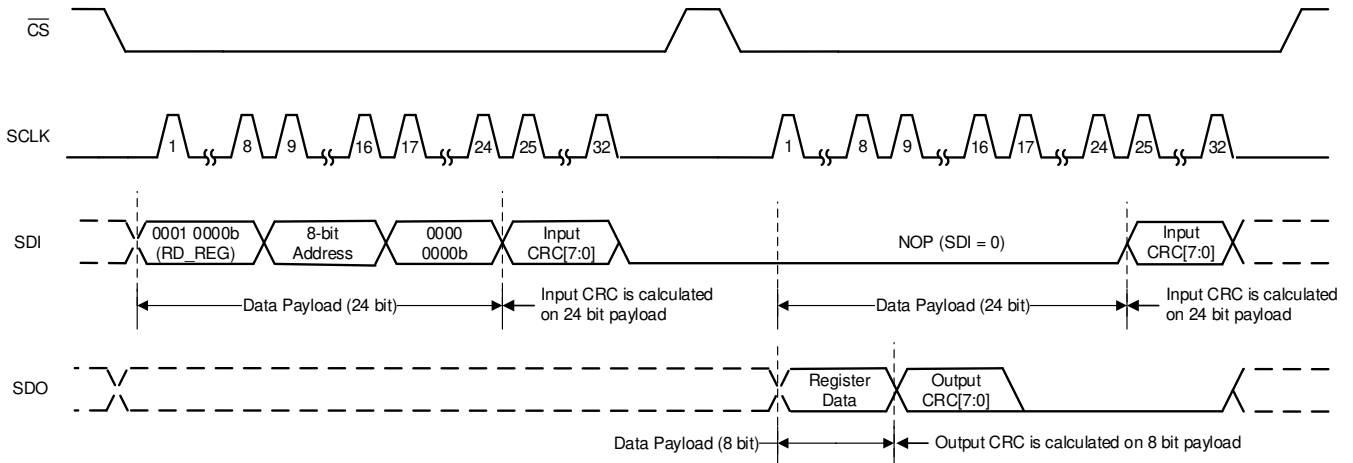 CS
SCLK
1 8 9 16 17 24 25 32 1 8 9 16 17 24 25 32
SDI
0001 0000b
(RD_REG)
8-bit
Address
0000
0000b
Input
CRC[7:0]
NOP (SDI = 0)
Input
CRC[7:0]
Data Payload (24 bit)
Input CRC is calculated
on 24 bit payload
Data Payload (24 bit)
Input CRC is calculated
on 24 bit payload
SDO
Register
Data
Output
CRC[7:0]
Data Payload (8 bit)
Output CRC is calculated on 8 bit payload